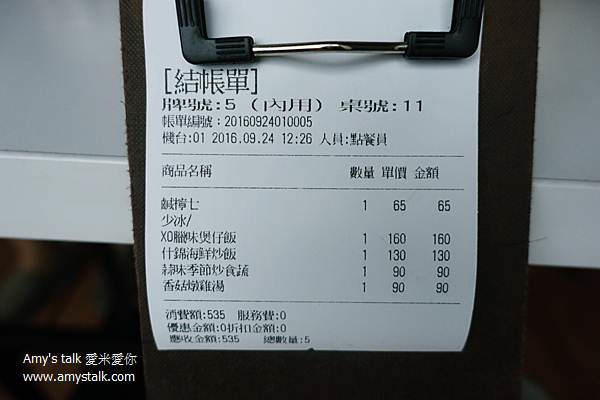 [結帳單]
牌號:5 (內用) 桌號:11
帳單編號:20160924010005
機台:01 2016.09.24 12:26 人員:點餐員
商品名稱 數量 單價 金額
鹹檸七 1 65 65
少冰/
XO臘味煲仔飯 1 160 160
什錦海鮮炒飯 1 130 130
蒜味季節炒食蔬 1 90 90
香菇燉雞湯 1 90 90
消費額:535 服務費:0
優惠金額:0折扣金額:0
應收金額:535 總數量:5
Amy's talk 愛米愛你
www.amystalk.com